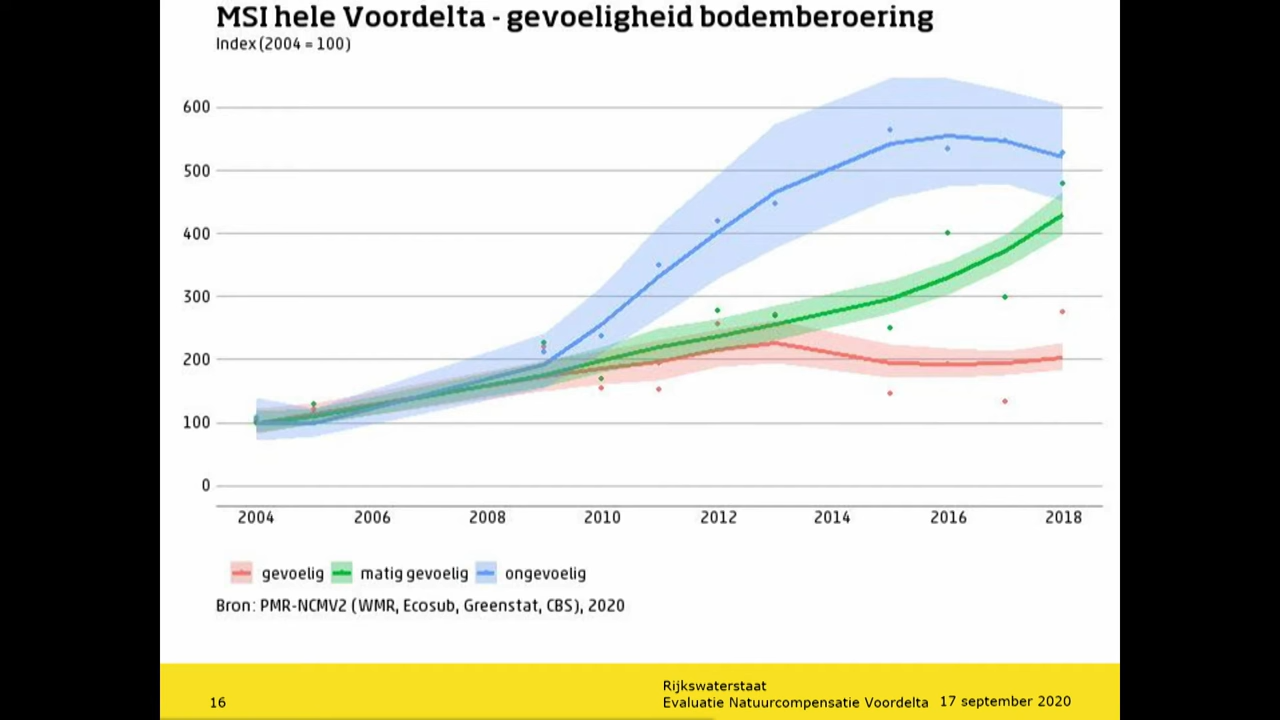 MSI hele Voordelta - gevoeligheid bodemberoering
Index (2004 = 100)
600
500
400
300
200
100
0
2004 2006 2008 2010 2012 2014 2016 2018
gevoelig matig gevoelig ongevoelig
Bron: PMR-NCMV2 (WMR, Ecosub, Greenstat, CBS), 2020
Rijkswaterstaat
16 Evaluatie Natuurcompensatie Voordelta 17 september 2020